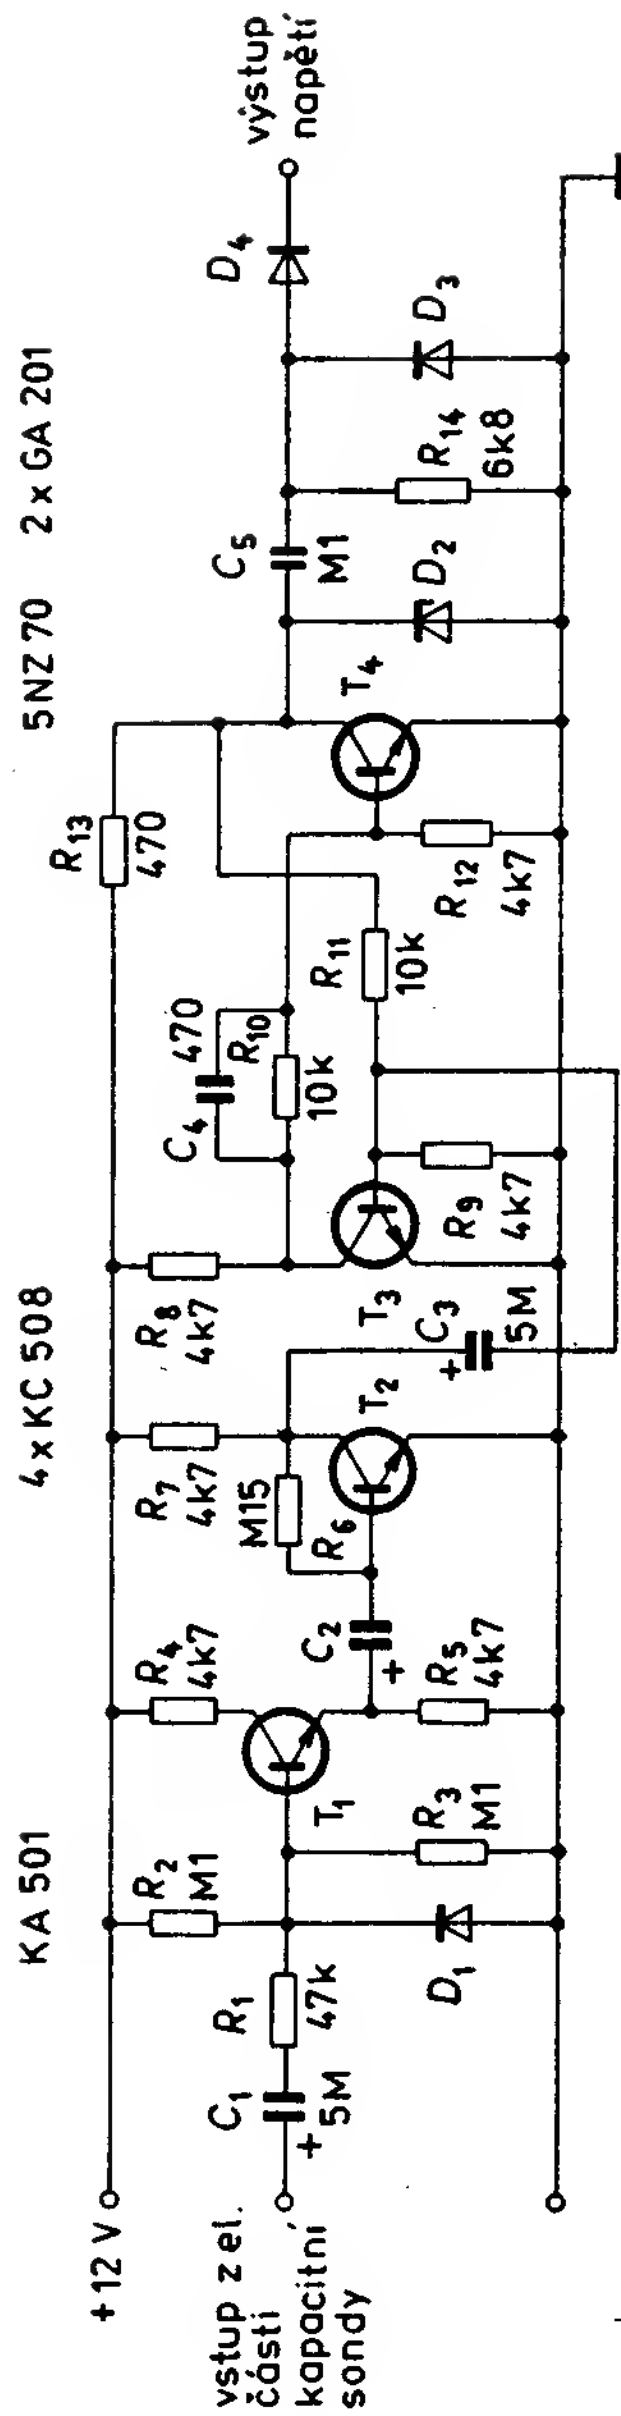 KA 501
4 x KC 508
5NZ 70
2 x GA 201
+12 V
vstup z el.
části
kapacitní
sondy
C1
5M
R1
47k
R2
M1
D1
R3
M1
T1
R4
4k7
R5
4k7
C2
R6
M15
T2
R7
4k7
C3
5M
R8
4k7
T3
R9
4k7
C4
470
R10
10k
R11
10k
R12
4k7
R13
470
T4
D2
C5
M1
R14
6k8
D3
D4
výstup
napětí